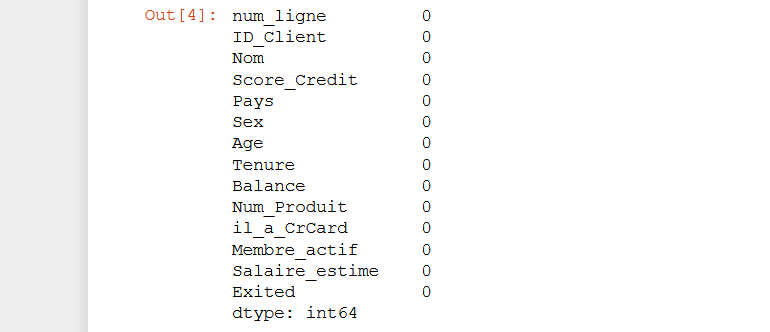 Out[4]: num_ligne 0
ID_Client 0
Nom 0
Score_Credit 0
Pays 0
Sex 0
Age 0
Tenure 0
Balance 0
Num_Produit 0
il_a_CrCard 0
Membre_actif 0
Salaire_estime 0
Exited 0
dtype: int64